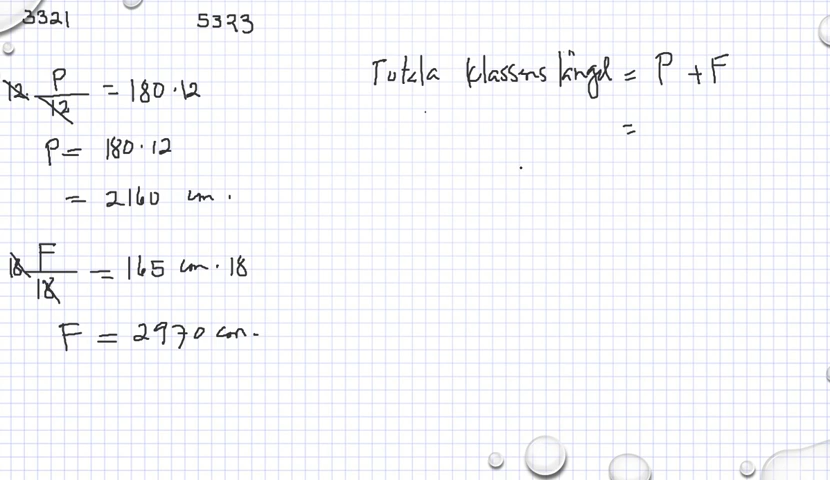 3321 5373
12 · P/12 = 180 · 12
P = 180 · 12
= 2160 cm.
18 · F/18 = 165 cm · 18
F = 2970 cm.
Totala klassens längd = P + F
=